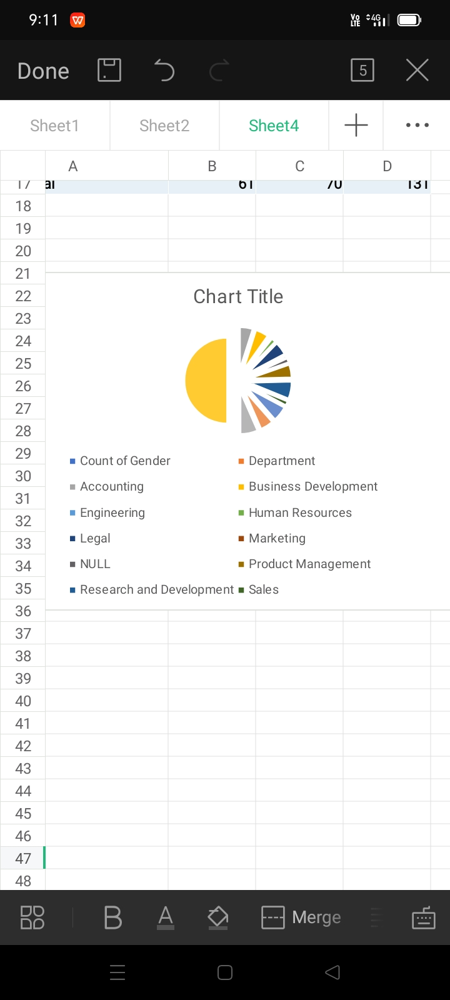 9:11 Vo LTE 4G
Done 5
Sheet1 Sheet2 Sheet4
A B C D
17 al 61 70 131
18
19
20
21
22 Chart Title
23
24
25
26
27
28
29 Count of Gender Department
30 Accounting Business Development
31 Engineering Human Resources
32
33 Legal Marketing
34 NULL Product Management
35 Research and Development Sales
36
37
38
39
40
41
42
43
44
45
46
47
48
B A Merge